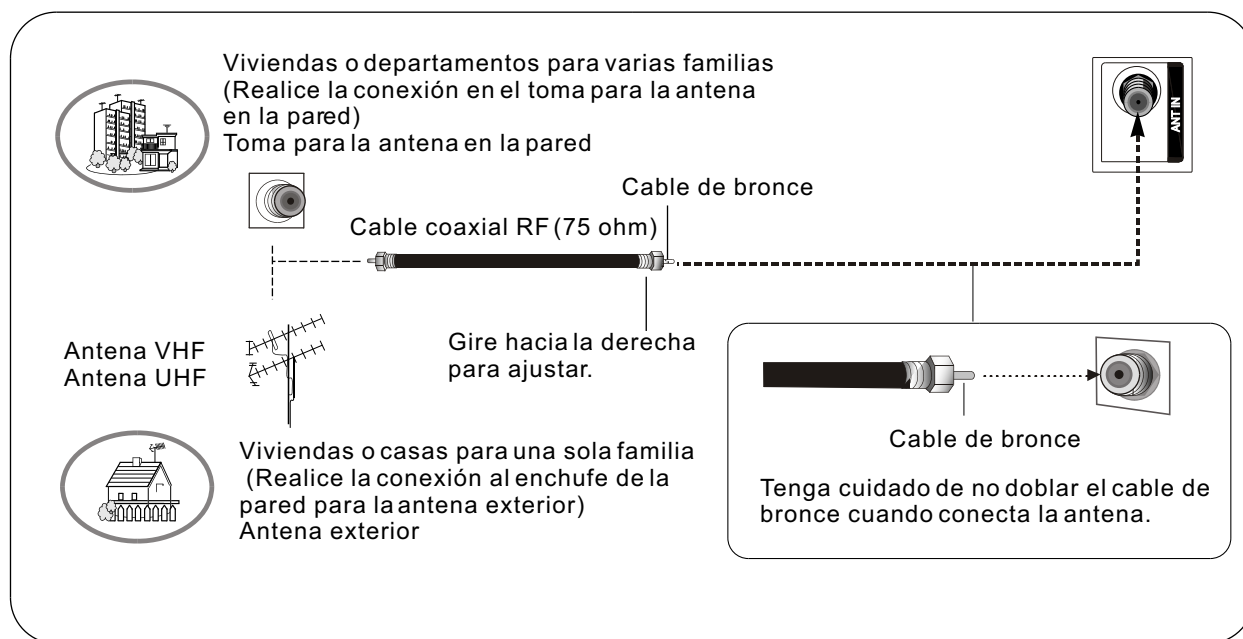 Viviendas o departamentos para varias familias
(Realice la conexión en el toma para la antena
en la pared)
Toma para la antena en la pared
ANT IN
Cable de bronce
Cable coaxial RF (75 ohm)
Gire hacia la derecha
para ajustar.
Antena VHF
Antena UHF
Cable de bronce
Tenga cuidado de no doblar el cable de
bronce cuando conecta la antena.
Viviendas o casas para una sola familia
(Realice la conexión al enchufe de la
pared para la antena exterior)
Antena exterior